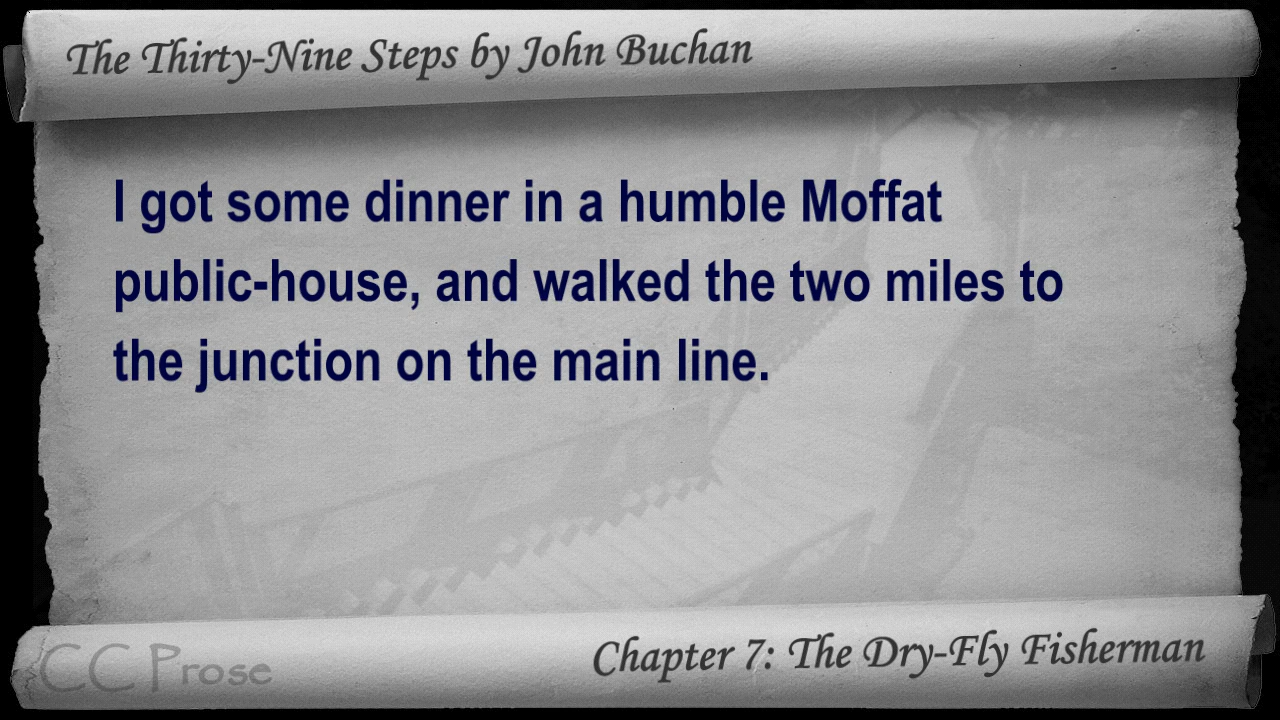 The Thirty-Nine Steps by John Buchan
I got some dinner in a humble Moffat
public-house, and walked the two miles to
the junction on the main line.
CC Prose
Chapter 7: The Dry-Fly Fisherman